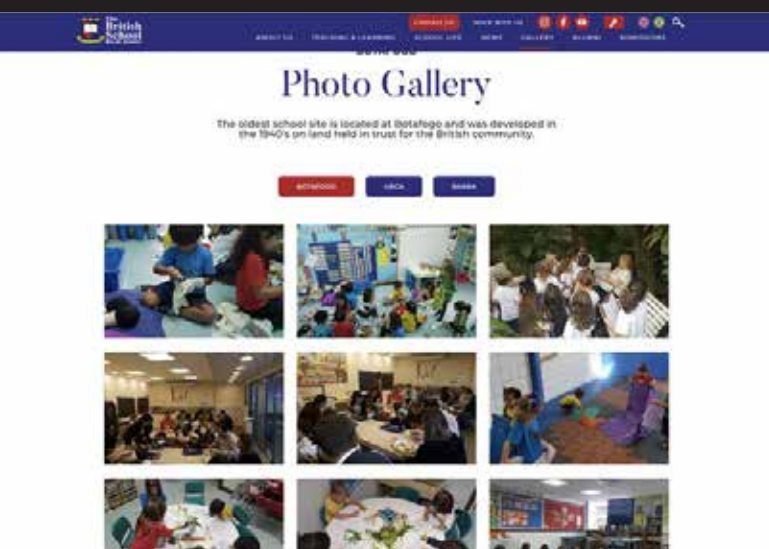 The
British
School
CONTACT US
WORK WITH US
ABOUT US
TEACHING & LEARNING
SCHOOL LIFE
NEWS
GALLERY
ALUMNI
ADMISSIONS
BOTAFOGO
Photo Gallery
The oldest school site is located at Botafogo and was developed in
the 1940's on land held in trust for the British community.
BOTAFOGO
URCA
BARRA